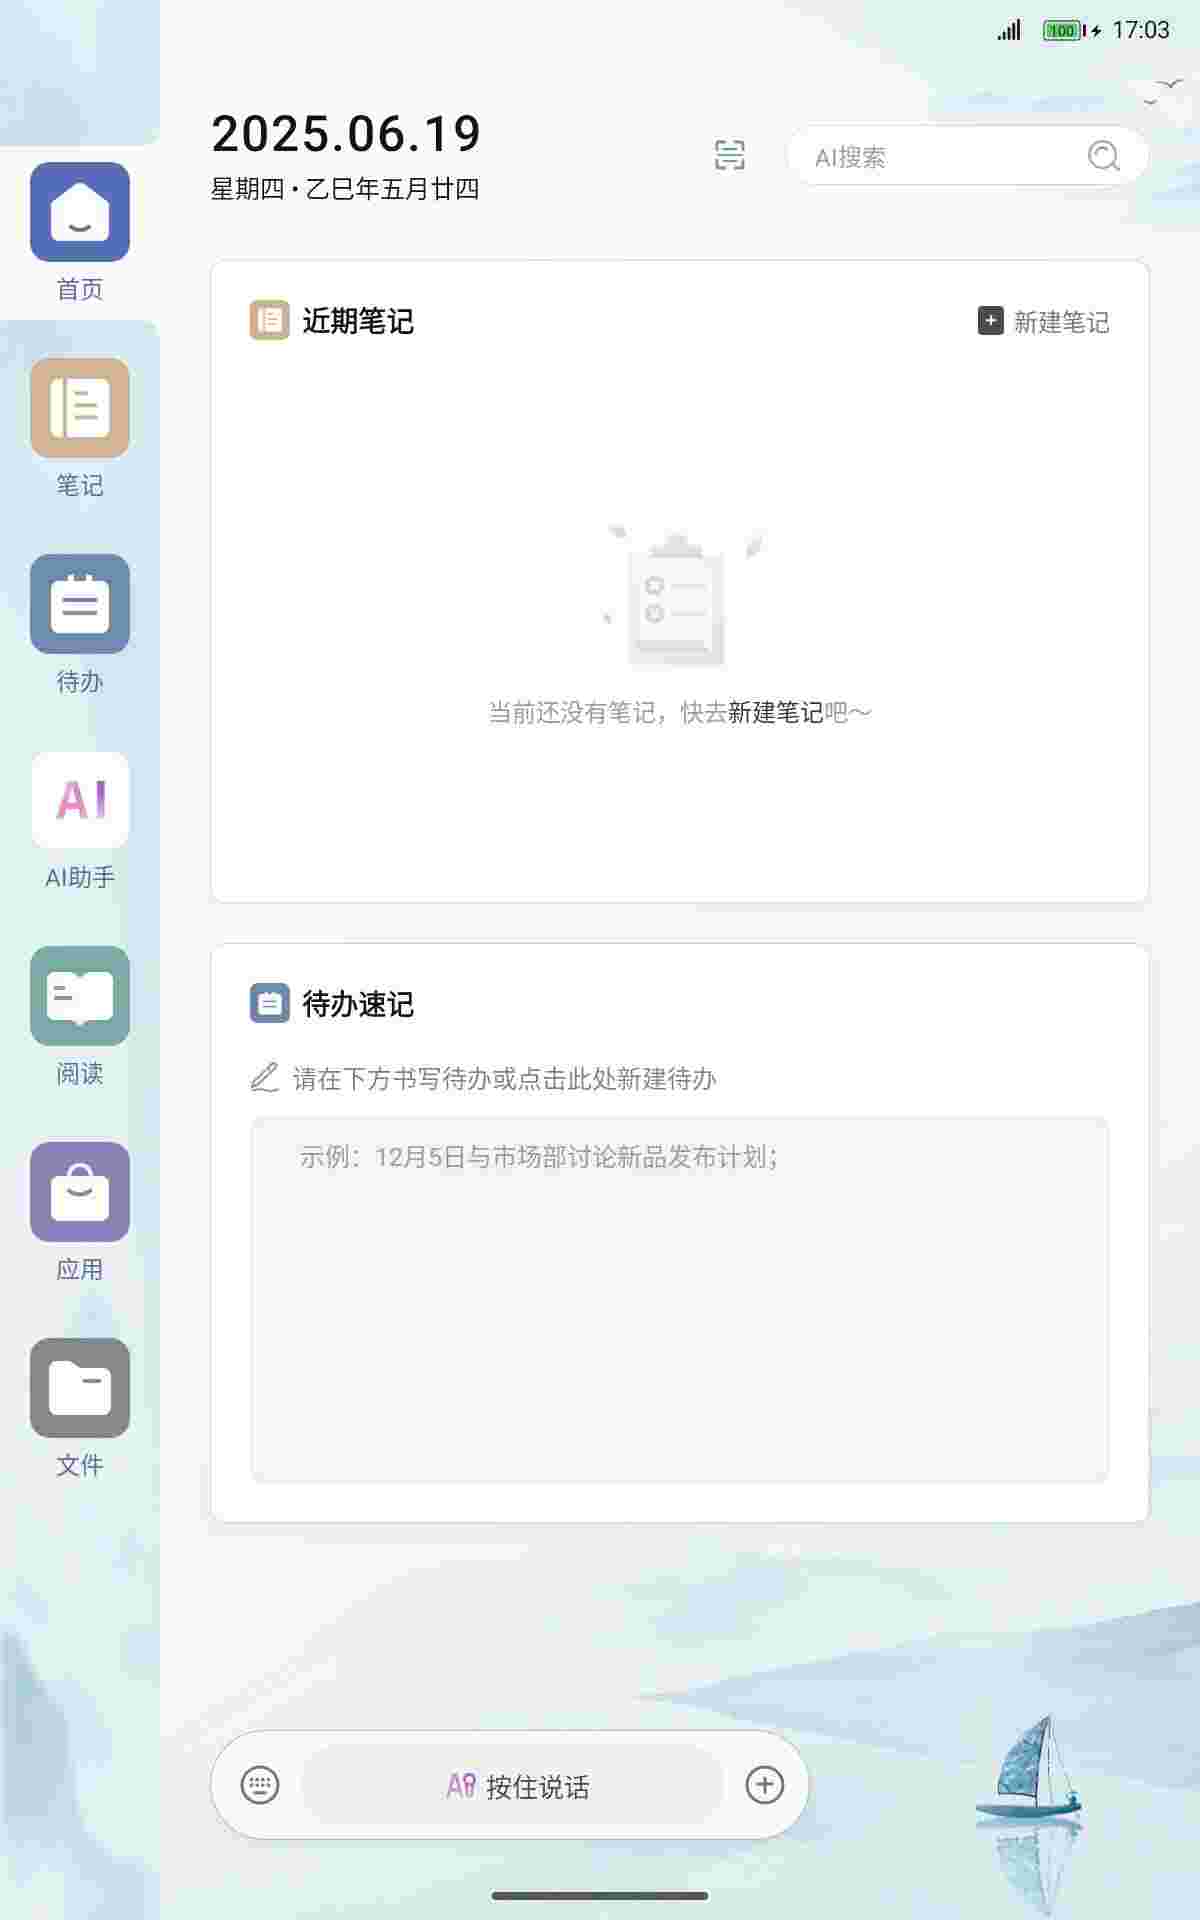 100 17:03
2025.06.19
星期四·乙巳年五月廿四
AI搜索
首页
近期笔记
新建笔记
笔记
待办
当前还没有笔记，快去新建笔记吧～
AI
AI助手
待办速记
阅读
请在下方书写待办或点击此处新建待办
示例：12月5日与市场部讨论新品发布计划；
应用
文件
AI 按住说话